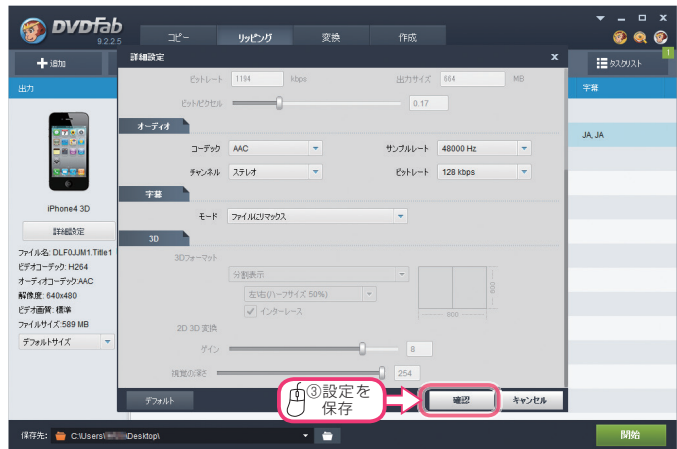 DVDFab
9.2.2.5
コピー リッピング 変換 作成
追加
タスクリスト 1
詳細設定 x
出力
字幕
ビットレート 1194 kbps 出力サイズ 664 MB
ビット/ピクセル 0.17
オーディオ
JA, JA
コーデック AAC サンプルレート 48000 Hz
チャンネル ステレオ ビットレート 128 kbps
字幕
モード ファイルにリマックス
iPhone4 3D
詳細設定
3D
ファイル名: DLF0JJM1.Title1
ビデオコーデック: H264
オーディオコーデック:AAC
解像度: 640x480
ビデオ画質: 標準
ファイルサイズ:589 MB
デフォルトサイズ
3Dフォーマット
分割表示
左/右(ハーフサイズ 50%)
インターレース
800
600
2D 3D 変換
ゲイン 8
視覚の深さ 254
デフォルト
③設定を
保存
確認 キャンセル
保存先: C:\Users\ \Desktop\
開始